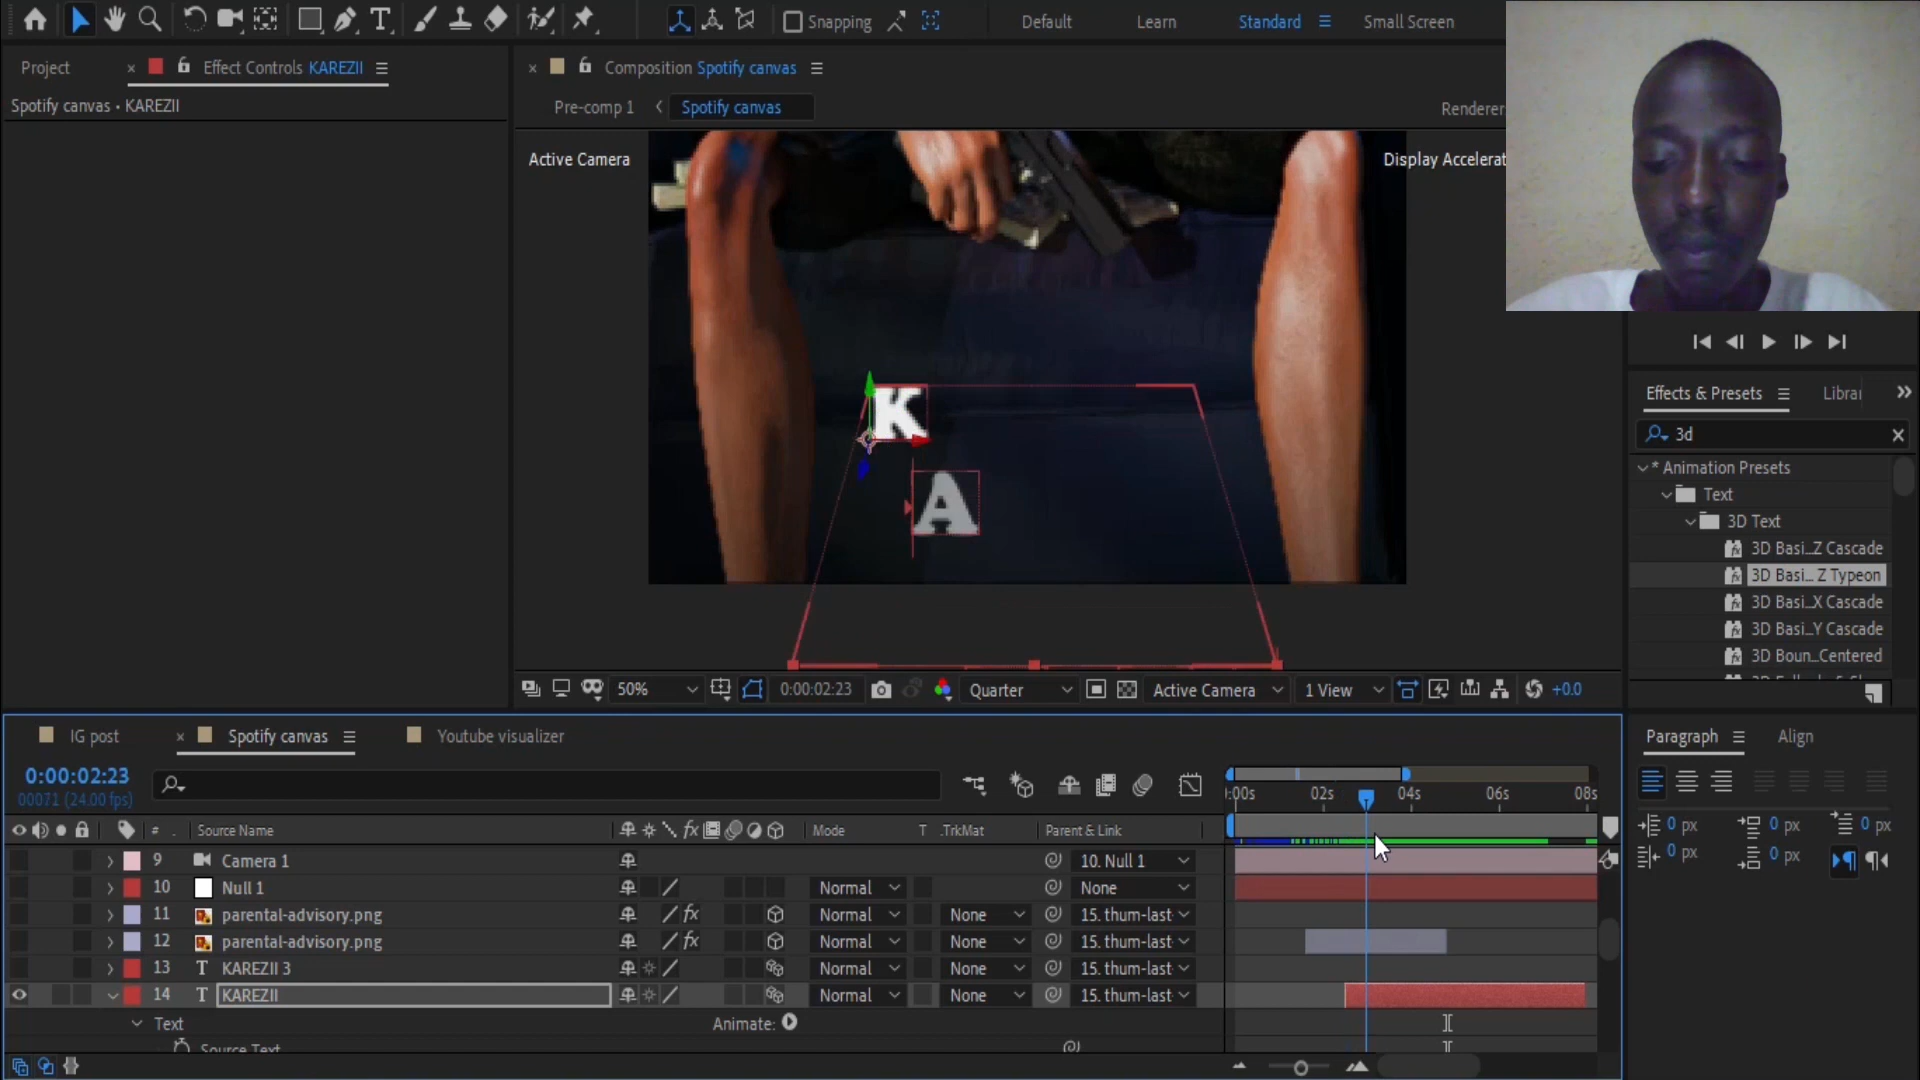 Snapping
Default
Learn
Standard
Small Screen
Project
Effect Controls KAREZII
Spotify canvas • KAREZII
Composition Spotify canvas
Pre-comp 1
Spotify canvas
Renderer
Active Camera
Display Accelerat
K
A
50%
0:00:02:23
Quarter
Active Camera
1 View
+0.0
Effects & Presets
Librar
3d
* Animation Presets
Text
3D Text
3D Basi...Z Cascade
3D Basi... Z Typeon
3D Basi...X Cascade
3D Basi...Y Cascade
3D Boun...Centered
IG post
Spotify canvas
Youtube visualizer
0:00:02:23
00071 (24.00 fps)
:00s 02s 04s 06s 08s
# Source Name Mode T .TrkMat Parent & Link
9 Camera 1 10. Null 1
10 Null 1 Normal None
11 parental-advisory.png Normal None 15. thum-last
12 parental-advisory.png Normal None 15. thum-last
13 KAREZII 3 Normal None 15. thum-last
14 KAREZII Normal None 15. thum-last
Text Animate:
Source Text
Paragraph
Align
0 px 0 px 0 px
0 px 0 px